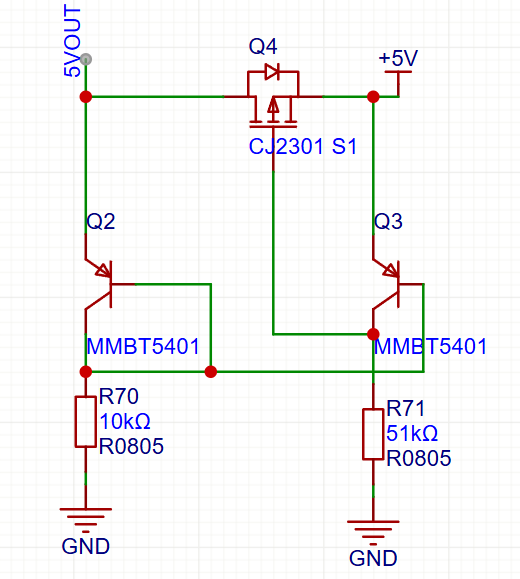 5VOUT
Q4
+5V
CJ2301 S1
Q2
Q3
MMBT5401
MMBT5401
R70
10kΩ
R0805
R71
51kΩ
R0805
GND
GND